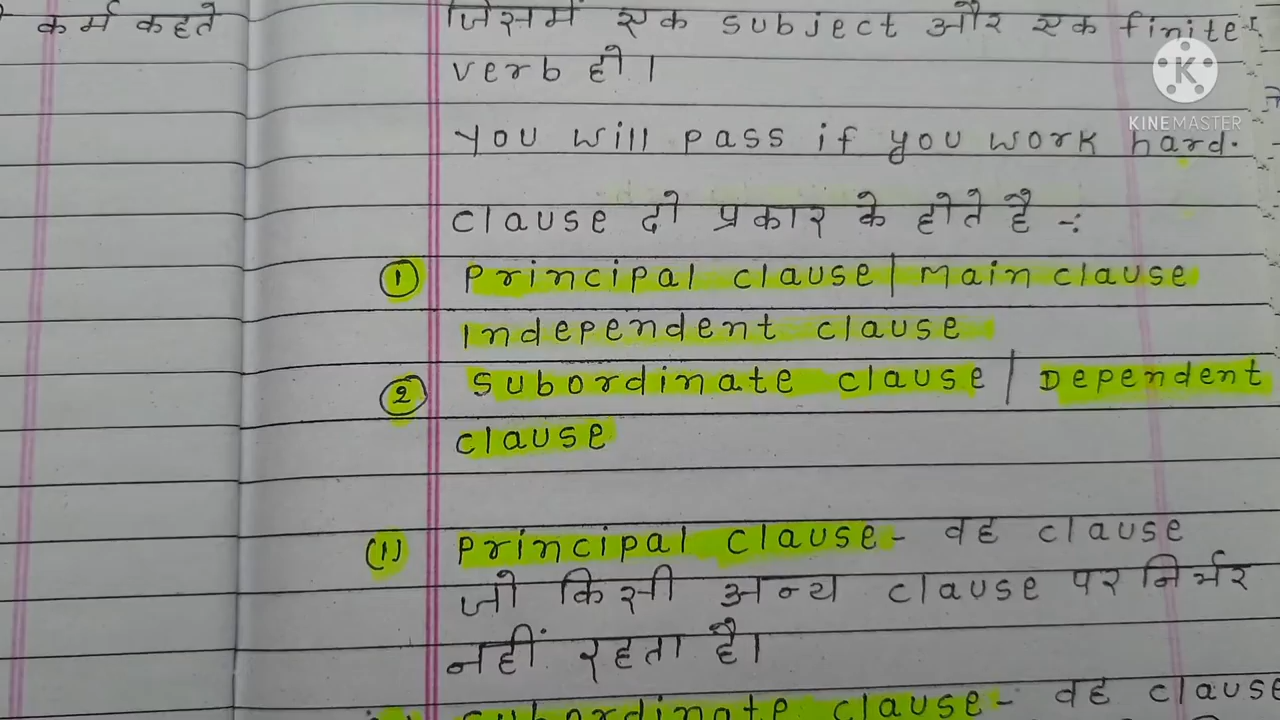 कर्म कहते
जिसमें एक subject और एक finite
verb हो।
You will pass if you work hard.
KINEMASTER
clause दो प्रकार के होते है -:
① Principal clause | Main clause
Independent clause
② Subordinate clause | Dependent
clause
(1) Principal clause - वह clause
जो किसी अन्य clause पर निर्भर
नहीं रहता है।
Subordinate clause - वह clause